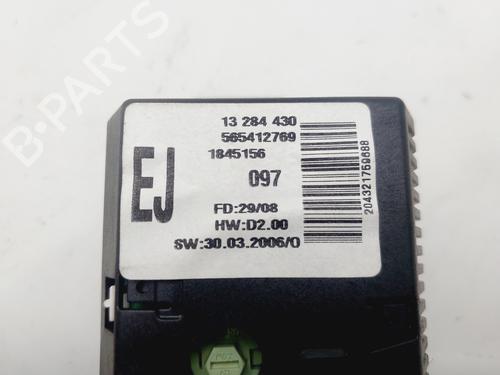 B-PARTS
13 284 430
565412769
1845156
EJ
097
FD:29/08
HW:D2.00
SW:30.03.2006/0
204321759688